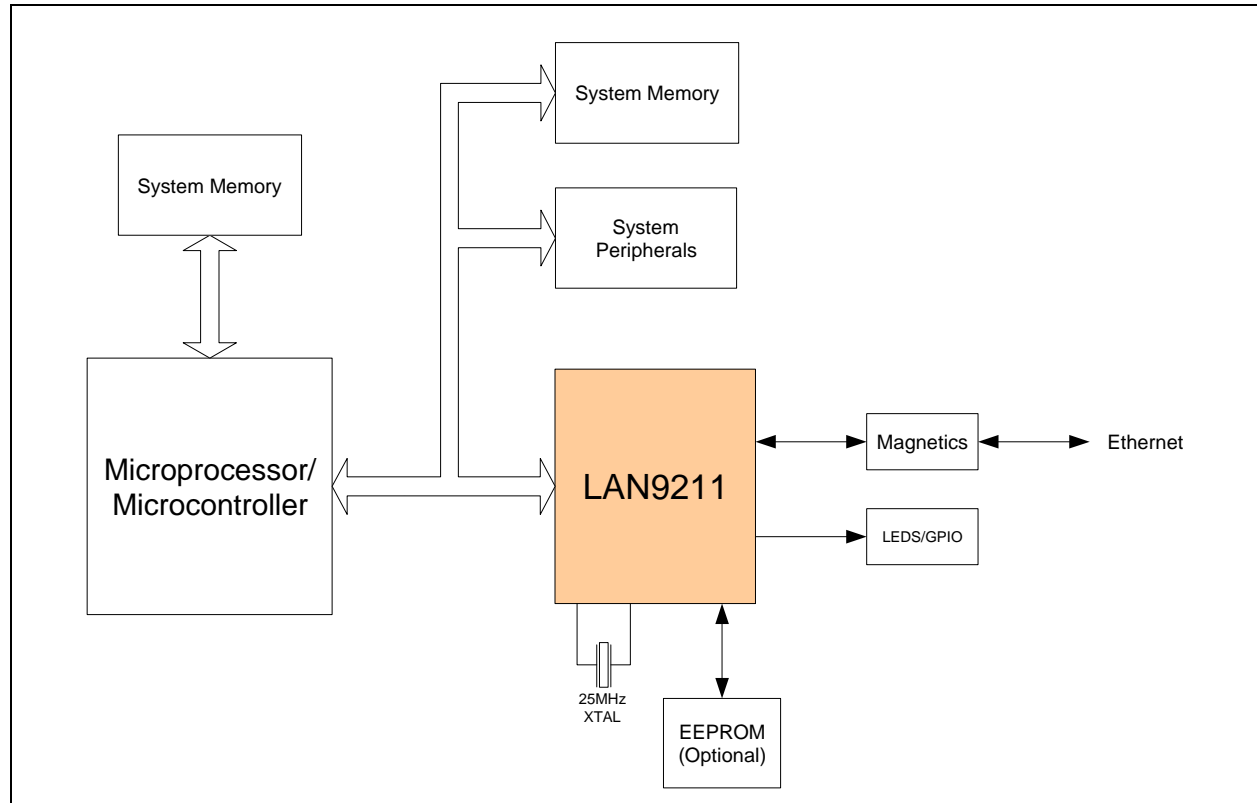 System Memory
System Memory
System
Peripherals
Microprocessor/
Microcontroller
LAN9211
Magnetics
Ethernet
LEDS/GPIO
25MHz
XTAL
EEPROM
(Optional)